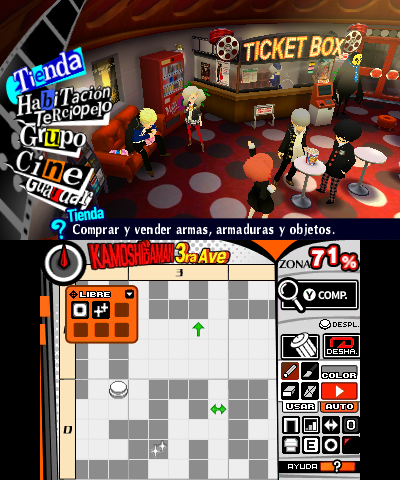 TICKET BOX
Tienda
Habitación
Terciopelo
Grupo
Cine
Guardar
Tienda
? Comprar y vender armas, armaduras y objetos.
KAMOSHIDAMAN
3ra Ave
ZONA 71%
3
LIBRE
Y COMP.
DESPL.
DESHA.
COLOR
USAR AUTO
D
E
AYUDA ?